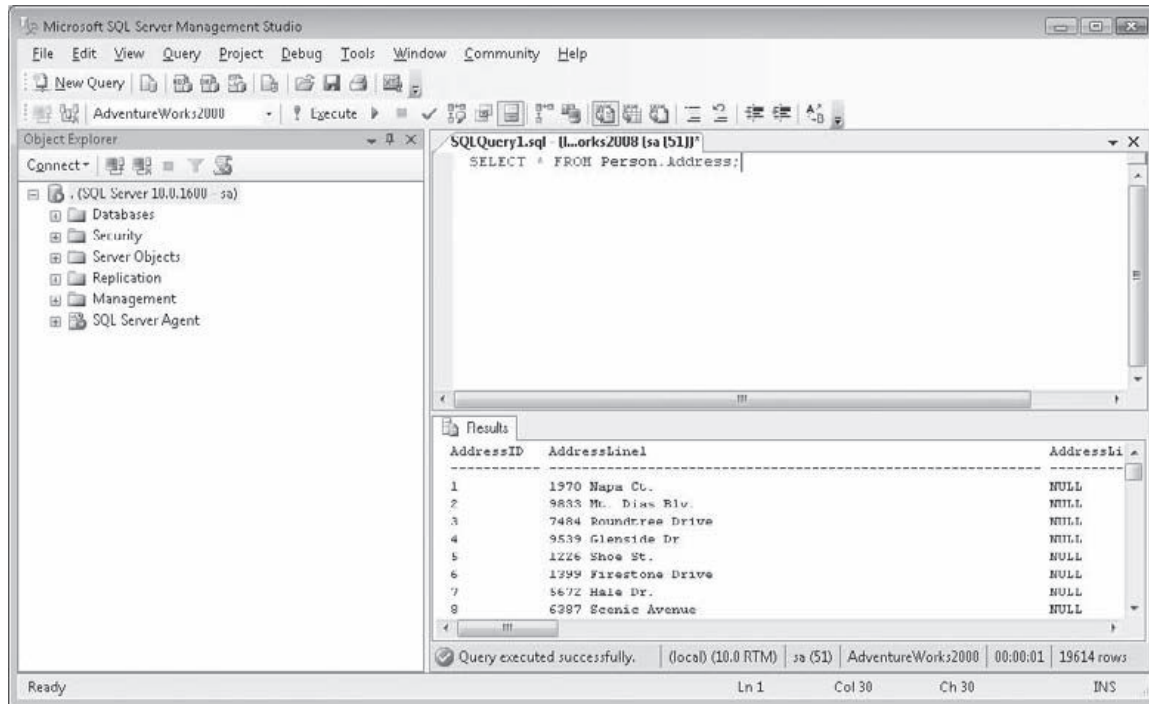 Microsoft SQL Server Management Studio
File Edit View Query Project Debug Tools Window Community Help
New Query
AdventureWorks2008 Execute
Object Explorer
Connect
. (SQL Server 10.0.1600 - sa)
Databases
Security
Server Objects
Replication
Management
SQL Server Agent
SQLQuery1.sql - (l...orks2008 (sa (51))*
SELECT * FROM Person.Address;
Results
AddressID AddressLine1 AddressLi
1 1970 Napa Ct. NULL
2 9833 Mt. Dias Blv. NULL
3 7484 Roundtree Drive NULL
4 9539 Glenside Dr NULL
5 1226 Shoe St. NULL
6 1399 Firestone Drive NULL
7 5672 Hale Dr. NULL
8 6387 Scenic Avenue NULL
Query executed successfully. (local) (10.0 RTM) sa (51) AdventureWorks2008 00:00:01 19614 rows
Ready Ln 1 Col 30 Ch 30 INS